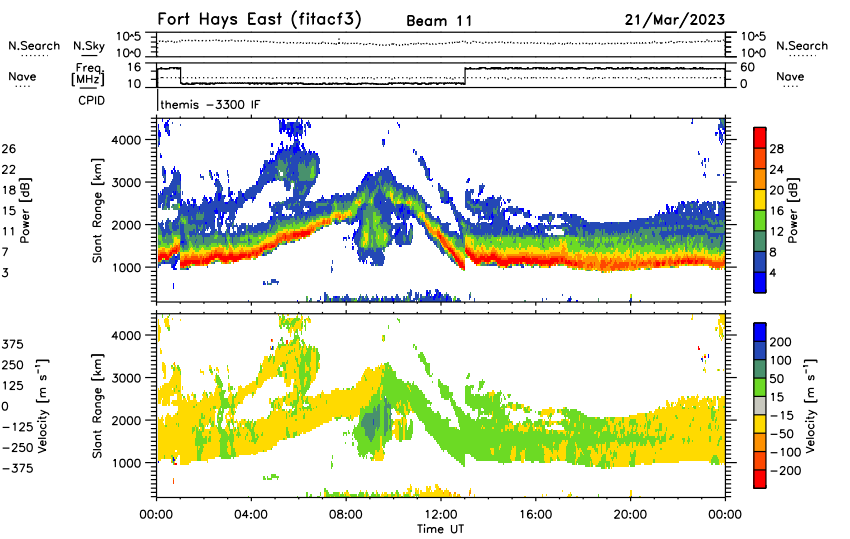 Fort Hays East (fitacf3) Beam 11 21/Mar/2023
N.Search N.Sky 10^5 10^0 10^5 10^0 N.Search
Nave Freq. [MHz] 16 10 60 0 Nave
CPID themis -3300 IF
26 22 18 15 11 7 3
Power [dB]
Slant Range [km]
4000
3000
2000
1000
28
24
20
16
12
8
4
Power [dB]
375
250
125
0
-125
-250
-375
Velocity [m s⁻¹]
Slant Range [km]
4000
3000
2000
1000
200
100
50
15
-15
-50
-100
-200
Velocity [m s⁻¹]
00:00 04:00 08:00 12:00 16:00 20:00 00:00
Time UT